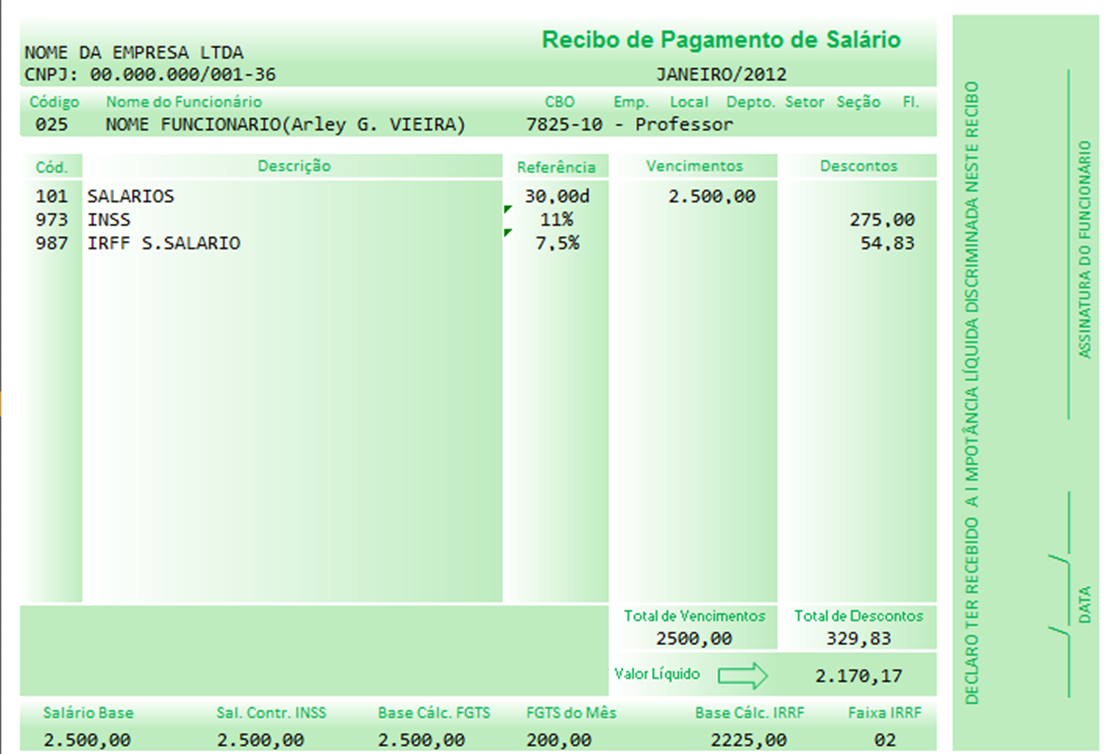 Recibo de Pagamento de Salário
NOME DA EMPRESA LTDA
CNPJ: 00.000.000/001-36 JANEIRO/2012
Código Nome do Funcionário CBO Emp. Local Depto. Setor Seção Fl.
025 NOME FUNCIONARIO(Arley G. VIEIRA) 7825-10 - Professor
Cód. Descrição Referência Vencimentos Descontos
101 SALARIOS 30,00d 2.500,00
973 INSS 11% 275,00
987 IRFF S.SALARIO 7,5% 54,83
Total de Vencimentos Total de Descontos
2500,00 329,83
Valor Líquido 2.170,17
Salário Base Sal. Contr. INSS Base Cálc. FGTS FGTS do Mês Base Cálc. IRRF Faixa IRRF
2.500,00 2.500,00 2.500,00 200,00 2225,00 02
DECLARO TER RECEBIDO A I MPOTÂNCIA LÍQUIDA DISCRIMINADA NESTE RECIBO
ASSINATURA DO FUNCIONÁRIO
DATA